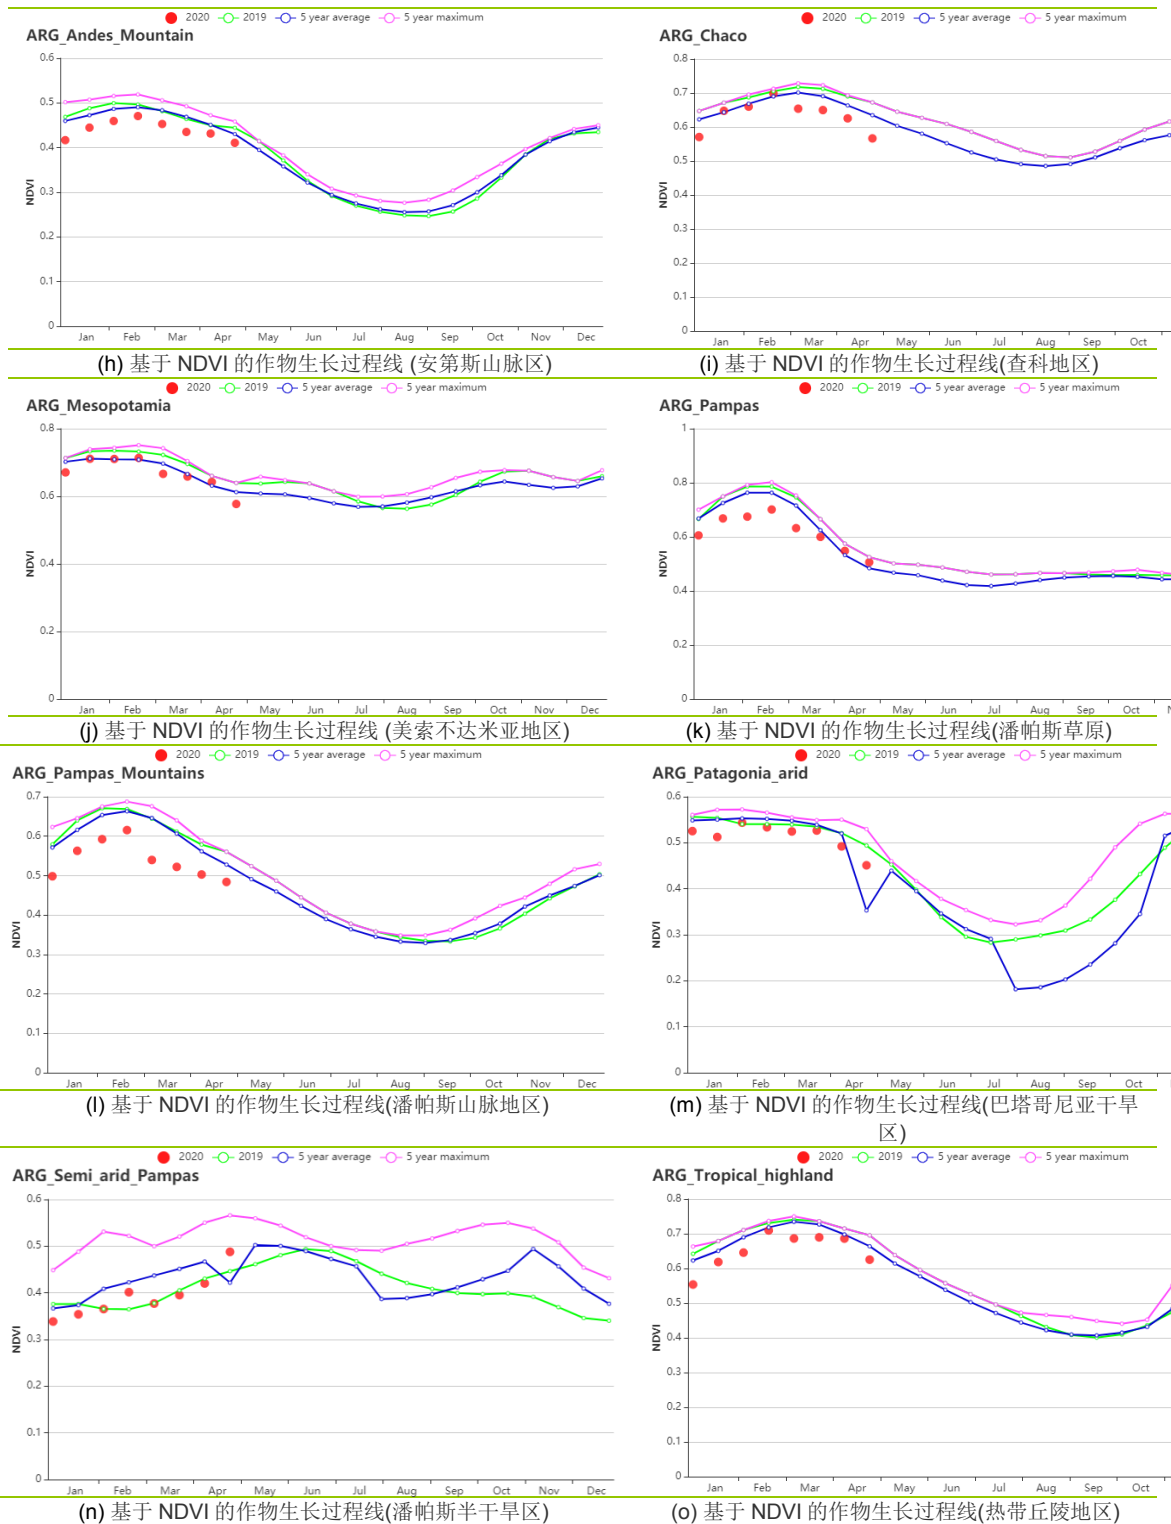 2020 2019 5 year average 5 year maximum
ARG_Andes_Mountain
0.6
0.5
0.4
0.3
0.2
0.1
0
NDVI
Jan Feb Mar Apr May Jun Jul Aug Sep Oct Nov Dec
(h) 基于 NDVI 的作物生长过程线 (安第斯山脉区)
2020 2019 5 year average 5 year maximum
ARG_Chaco
0.8
0.7
0.6
0.5
0.4
0.3
0.2
0.1
0
NDVI
Jan Feb Mar Apr May Jun Jul Aug Sep Oct
(i) 基于 NDVI 的作物生长过程线(查科地区)
2020 2019 5 year average 5 year maximum
ARG_Mesopotamia
0.8
0.6
0.4
0.2
0
NDVI
Jan Feb Mar Apr May Jun Jul Aug Sep Oct Nov Dec
(j) 基于 NDVI 的作物生长过程线 (美索不达米亚地区)
2020 2019 5 year average 5 year maximum
ARG_Pampas
1
0.8
0.6
0.4
0.2
0
NDVI
Jan Feb Mar Apr May Jun Jul Aug Sep Oct N
(k) 基于 NDVI 的作物生长过程线(潘帕斯草原)
2020 2019 5 year average 5 year maximum
ARG_Pampas_Mountains
0.7
0.6
0.5
0.4
0.3
0.2
0.1
0
NDVI
Jan Feb Mar Apr May Jun Jul Aug Sep Oct Nov Dec
(l) 基于 NDVI 的作物生长过程线(潘帕斯山脉地区)
2020 2019 5 year average 5 year maximum
ARG_Patagonia_arid
0.6
0.5
0.4
0.3
0.2
0.1
0
NDVI
Jan Feb Mar Apr May Jun Jul Aug Sep Oct
(m) 基于 NDVI 的作物生长过程线(巴塔哥尼亚干旱
区)
2020 2019 5 year average 5 year maximum
ARG_Semi_arid_Pampas
0.6
0.5
0.4
0.3
0.2
0.1
0
NDVI
Jan Feb Mar Apr May Jun Jul Aug Sep Oct Nov Dec
(n) 基于 NDVI 的作物生长过程线(潘帕斯半干旱区)
2020 2019 5 year average 5 year maximum
ARG_Tropical_highland
0.8
0.7
0.6
0.5
0.4
0.3
0.2
0.1
0
NDVI
Jan Feb Mar Apr May Jun Jul Aug Sep Oct
(o) 基于 NDVI 的作物生长过程线(热带丘陵地区)